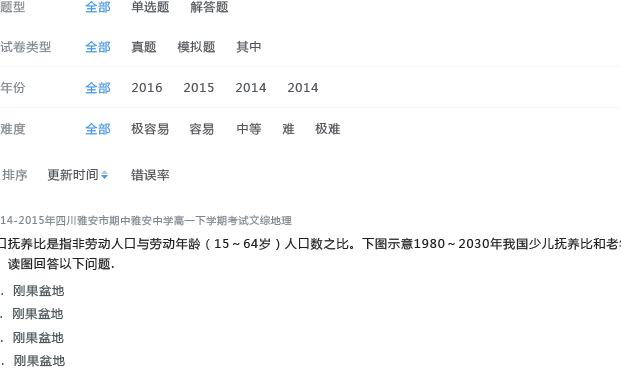 题型 全部 单选题 解答题
试卷类型 全部 真题 模拟题 其中
年份 全部 2016 2015 2014 2014
难度 全部 极容易 容易 中等 难 极难
排序 更新时间 错误率
14-2015年四川雅安市期中雅安中学高一下学期考试文综地理
口抚养比是指非劳动人口与劳动年龄（15～64岁）人口数之比。下图示意1980～2030年我国少儿抚养比和老
读图回答以下问题.
. 刚果盆地
. 刚果盆地
. 刚果盆地
. 刚果盆地